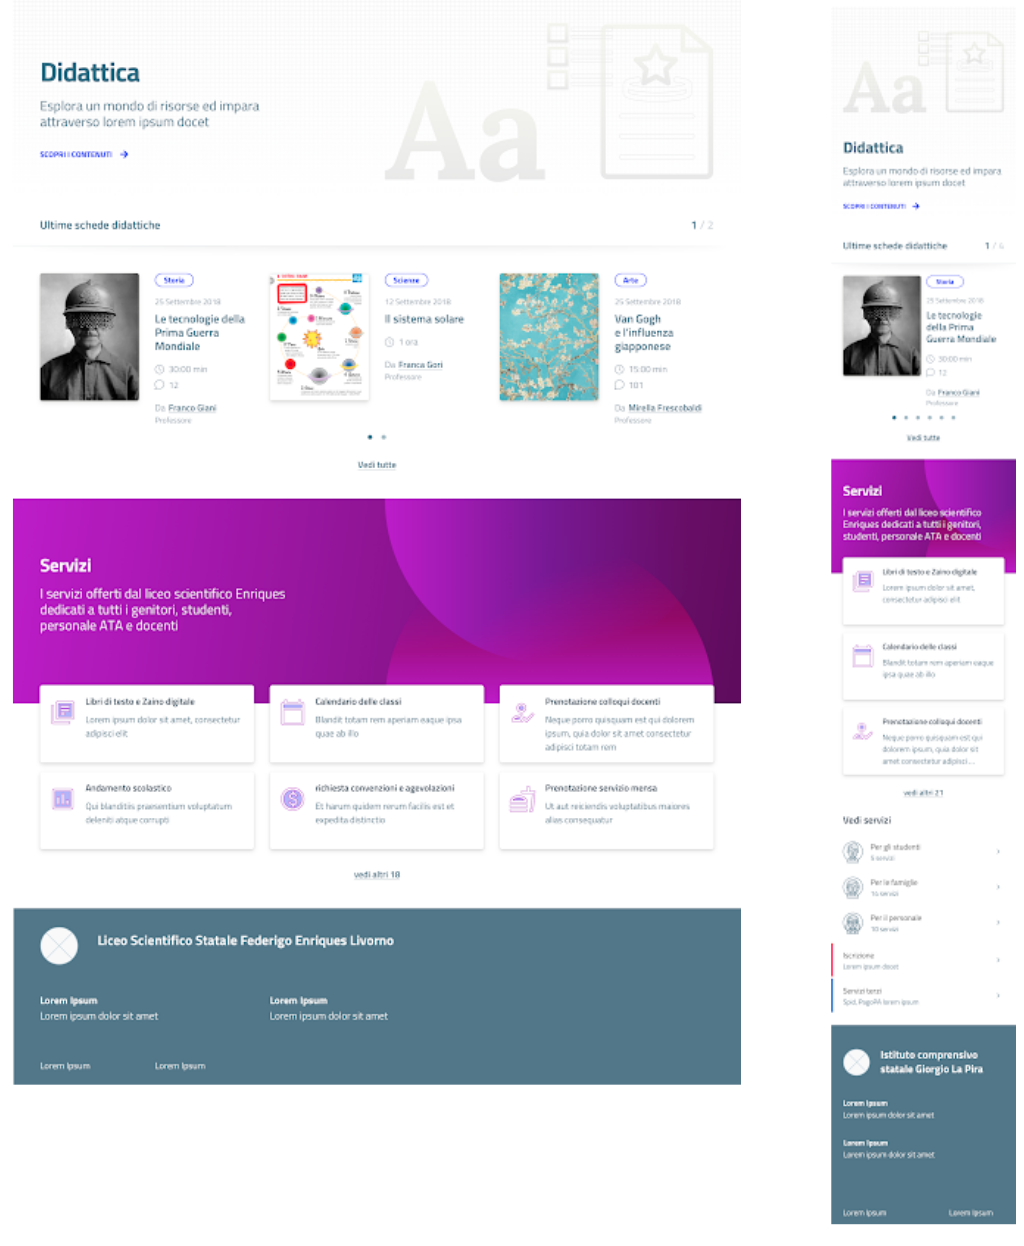 Aa
Didattica
Esplora un mondo di risorse ed impara
attraverso lorem ipsum docet
SCOPRI I CONTENUTI
Ultime schede didattiche
1 / 2
Storia
25 Settembre 2018
Le tecnologie della
Prima Guerra
Mondiale
30:00 min
12
Da Franco Giani
Professore
Scienze
12 Settembre 2018
Il sistema solare
1 ora
Da Franca Gori
Professore
Arte
25 Settembre 2018
Van Gogh
e l'influenza
giapponese
15:00 min
101
Da Mirella Frescobaldi
Professore
Vedi tutte
Servizi
I servizi offerti dal liceo scientifico Enriques
dedicati a tutti i genitori, studenti,
personale ATA e docenti
Libri di testo e Zaino digitale
Lorem ipsum dolor sit amet, consectetur
adipisci elit
Calendario delle classi
Blandit totam rem aperiam eaque ipsa
quae ab illo
Prenotazione colloqui docenti
Neque porro quisquam est qui dolorem
ipsum, quia dolor sit amet consectetur
adipisci totam rem
Andamento scolastico
Qui blanditiis praesentium voluptatum
deleniti atque corrupti
richiesta convenzioni e agevolazioni
Et harum quidem rerum facilis est et
expedita distinctio
Prenotazione servizio mensa
Ut aut reiciendis voluptatibus maiores
alias consequatur
vedi altri 18
Liceo Scientifico Statale Federigo Enriques Livorno
Lorem Ipsum
Lorem ipsum dolor sit amet
Lorem Ipsum
Lorem ipsum dolor sit amet
Lorem Ipsum
Lorem Ipsum
Aa
Didattica
Esplora un mondo di risorse ed impara
attraverso lorem ipsum docet
SCOPRI I CONTENUTI
Ultime schede didattiche
1 / 6
Storia
25 Settembre 2018
Le tecnologie
della Prima
Guerra Mondiale
30:00 min
12
Da Franco Giani
Professore
Vedi tutte
Servizi
I servizi offerti dal liceo scientifico
Enriques dedicati a tutti i genitori,
studenti, personale ATA e docenti
Libri di testo e Zaino digitale
Lorem ipsum dolor sit amet,
consectetur adipisci elit
Calendario delle classi
Blandit totam rem aperiam eaque
ipsa quae ab illo
Prenotazione colloqui docenti
Neque porro quisquam est qui
dolorem ipsum, quia dolor sit
amet consectetur adipisci ...
vedi altri 21
Vedi servizi
Per gli studenti
5 servizi
Per le famiglie
14 servizi
Per il personale
10 servizi
Iscrizione
Lorem ipsum docet
Servizi terzi
Spid, PagoPA lorem ipsum
Istituto comprensivo
statale Giorgio La Pira
Lorem Ipsum
Lorem ipsum dolor sit amet
Lorem Ipsum
Lorem ipsum dolor sit amet
Lorem Ipsum
Lorem Ipsum